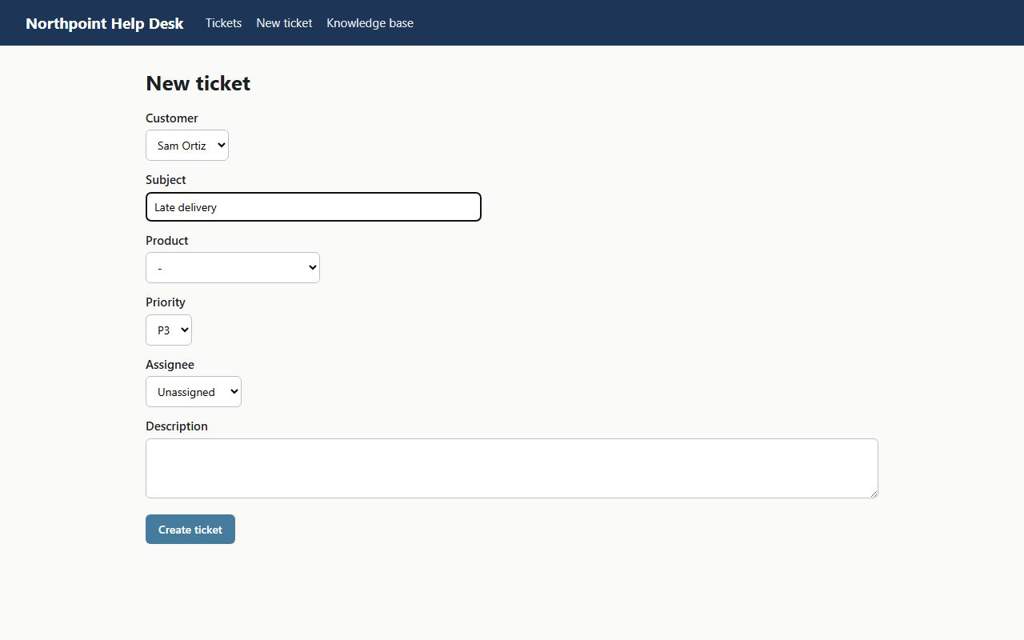 Northpoint Help Desk Tickets New ticket Knowledge base
New ticket
Customer
Sam Ortiz
Subject
Late delivery
Product
-
Priority
P3
Assignee
Unassigned
Description
Create ticket